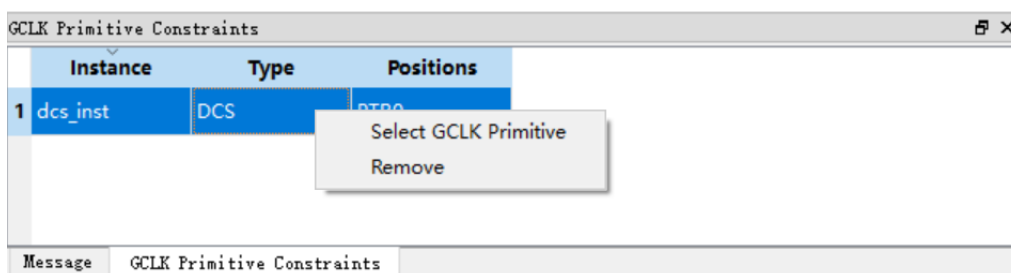 GCLK Primitive Constraints
Instance Type Positions
1 dcs_inst DCS
Select GCLK Primitive
Remove
Message GCLK Primitive Constraints